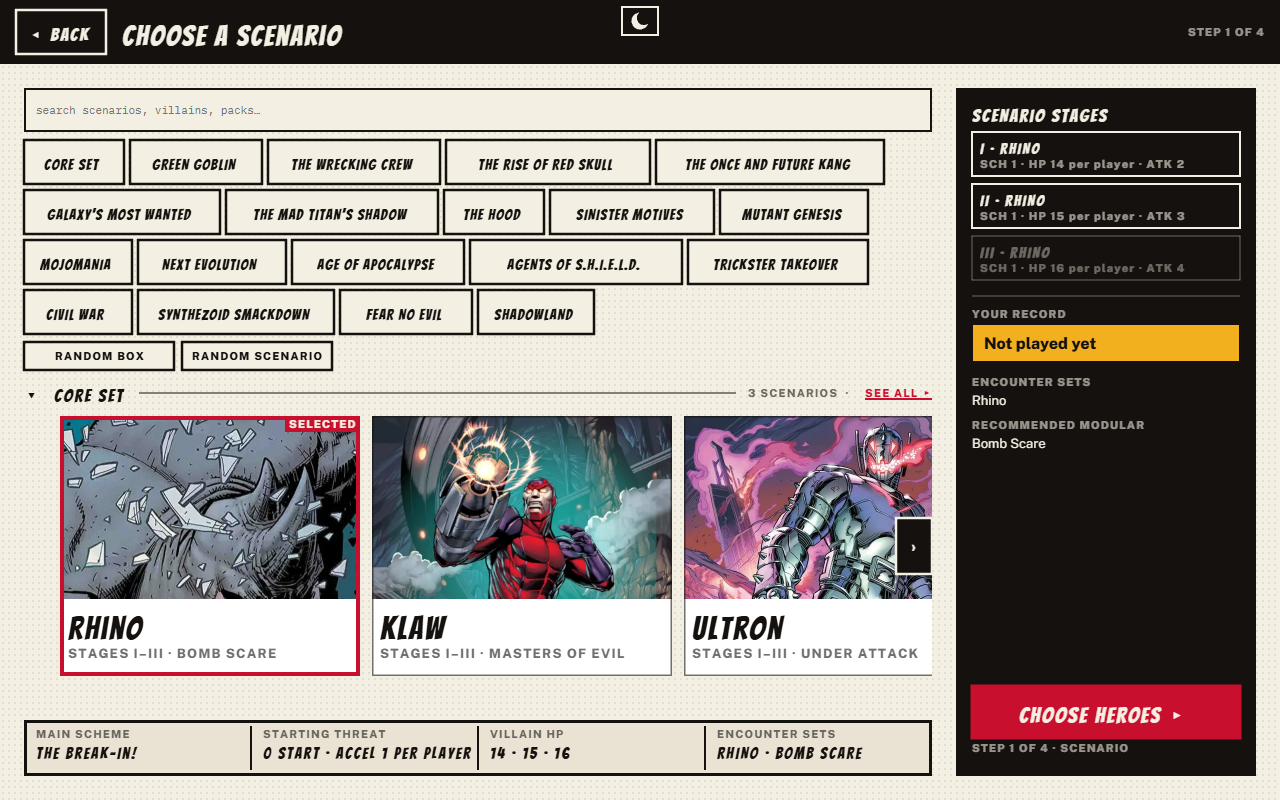 ◂ BACK
CHOOSE A SCENARIO
STEP 1 OF 4
search scenarios, villains, packs…
CORE SET
GREEN GOBLIN
THE WRECKING CREW
THE RISE OF RED SKULL
THE ONCE AND FUTURE KANG
GALAXY'S MOST WANTED
THE MAD TITAN'S SHADOW
THE HOOD
SINISTER MOTIVES
MUTANT GENESIS
MOJOMANIA
NEXT EVOLUTION
AGE OF APOCALYPSE
AGENTS OF S.H.I.E.L.D.
TRICKSTER TAKEOVER
CIVIL WAR
SYNTHEZOID SMACKDOWN
FEAR NO EVIL
SHADOWLAND
RANDOM BOX
RANDOM SCENARIO
▾ CORE SET
3 SCENARIOS ·
SEE ALL ▸
SELECTED
RHINO
STAGES I–III · BOMB SCARE
KLAW
STAGES I–III · MASTERS OF EVIL
ULTRON
STAGES I–III · UNDER ATTACK
›
MAIN SCHEME
THE BREAK-IN!
STARTING THREAT
0 START · ACCEL 1 PER PLAYER
VILLAIN HP
14 · 15 · 16
ENCOUNTER SETS
RHINO · BOMB SCARE
SCENARIO STAGES
I · RHINO
SCH 1 · HP 14 per player · ATK 2
II · RHINO
SCH 1 · HP 15 per player · ATK 3
III · RHINO
SCH 1 · HP 16 per player · ATK 4
YOUR RECORD
Not played yet
ENCOUNTER SETS
Rhino
RECOMMENDED MODULAR
Bomb Scare
CHOOSE HEROES ▸
STEP 1 OF 4 · SCENARIO